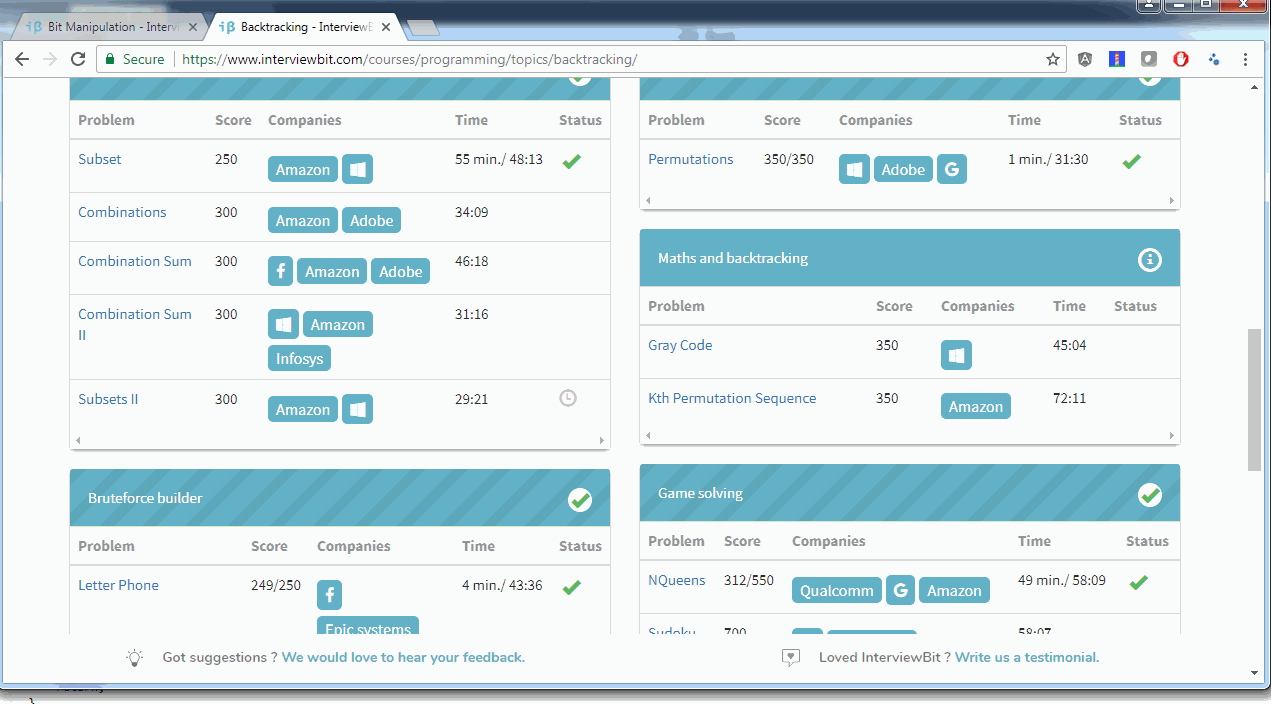 Bit Manipulation - Interv
Backtracking - InterviewB
Secure https://www.interviewbit.com/courses/programming/topics/backtracking/
Problem Score Companies Time Status
Subset 250 Amazon 55 min./ 48:13
Combinations 300 Amazon Adobe 34:09
Combination Sum 300 f Amazon Adobe 46:18
Combination Sum 300 Amazon 31:16
II
Infosys
Subsets II 300 Amazon 29:21
Bruteforce builder
Problem Score Companies Time Status
Letter Phone 249/250 f 4 min./ 43:36
Epic systems
Problem Score Companies Time Status
Permutations 350/350 Adobe G 1 min./ 31:30
Maths and backtracking
Problem Score Companies Time Status
Gray Code 350 45:04
Kth Permutation Sequence 350 Amazon 72:11
Game solving
Problem Score Companies Time Status
NQueens 312/550 Qualcomm G Amazon 49 min./ 58:09
Sudoku 700 58:07
Got suggestions ? We would love to hear your feedback.
Loved InterviewBit ? Write us a testimonial.
}